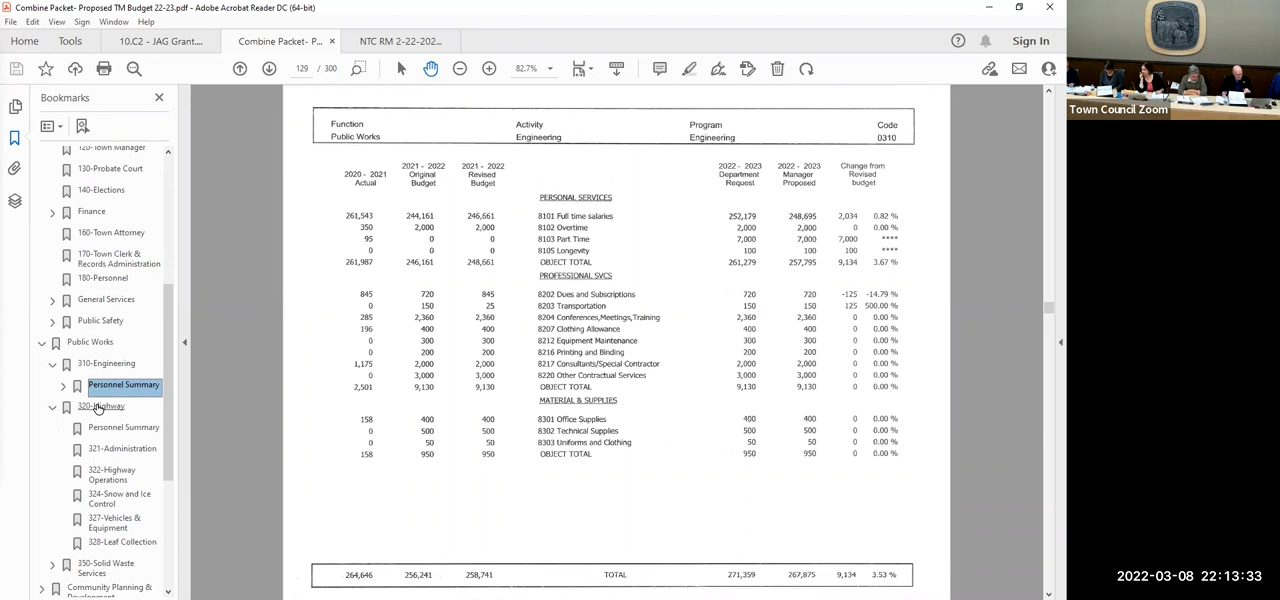 Combine Packet- Proposed TM Budget 22-23.pdf - Adobe Acrobat Reader DC (64-bit)
File Edit View Sign Window Help
Home Tools 10.C2 - JAG Grant.... Combine Packet- P... × NTC RM 2-22-202... Sign In
129 / 300 82.7%
Bookmarks
120-Town Manager
130-Probate Court
140-Elections
Finance
160-Town Attorney
170-Town Clerk &
Records Administration
180-Personnel
General Services
Public Safety
Public Works
310-Engineering
Personnel Summary
320-Highway
Personnel Summary
321-Administration
322-Highway
Operations
324-Snow and Ice
Control
327-Vehicles &
Equipment
328-Leaf Collection
350-Solid Waste
Services
Community Planning &
Development
Function Activity Program Code
Public Works Engineering Engineering 0310
2020 - 2021 Actual 2021 - 2022 Original Budget 2021 - 2022 Revised Budget 2022 - 2023 Department Request 2022 - 2023 Manager Proposed Change from Revised budget
PERSONAL SERVICES
261,543 244,161 246,661 8101 Full time salaries 252,179 248,695 2,034 0.82 %
350 2,000 2,000 8102 Overtime 2,000 2,000 0 0.00 %
95 0 0 8103 Part Time 7,000 7,000 7,000 ****
0 0 0 8105 Longevity 100 100 100 ****
261,987 246,161 248,661 OBJECT TOTAL 261,279 257,795 9,134 3.67 %
PROFESSIONAL SVCS
845 720 845 8202 Dues and Subscriptions 720 720 -125 -14.79 %
0 150 25 8203 Transportation 150 150 125 500.00 %
285 2,360 2,360 8204 Conferences,Meetings,Training 2,360 2,360 0 0.00 %
196 400 400 8207 Clothing Allowance 400 400 0 0.00 %
0 300 300 8212 Equipment Maintenance 300 300 0 0.00 %
0 200 200 8216 Printing and Binding 200 200 0 0.00 %
1,175 2,000 2,000 8217 Consultants/Special Contractor 2,000 2,000 0 0.00 %
0 3,000 3,000 8220 Other Contractual Services 3,000 3,000 0 0.00 %
2,501 9,130 9,130 OBJECT TOTAL 9,130 9,130 0 0.00 %
MATERIAL & SUPPLIES
158 400 400 8301 Office Supplies 400 400 0 0.00 %
0 500 500 8302 Technical Supplies 500 500 0 0.00 %
0 50 50 8303 Uniforms and Clothing 50 50 0 0.00 %
158 950 950 OBJECT TOTAL 950 950 0 0.00 %
264,646 256,241 258,741 TOTAL 271,359 267,875 9,134 3.53 %
Town Council Zoom
2022-03-08 22:13:33